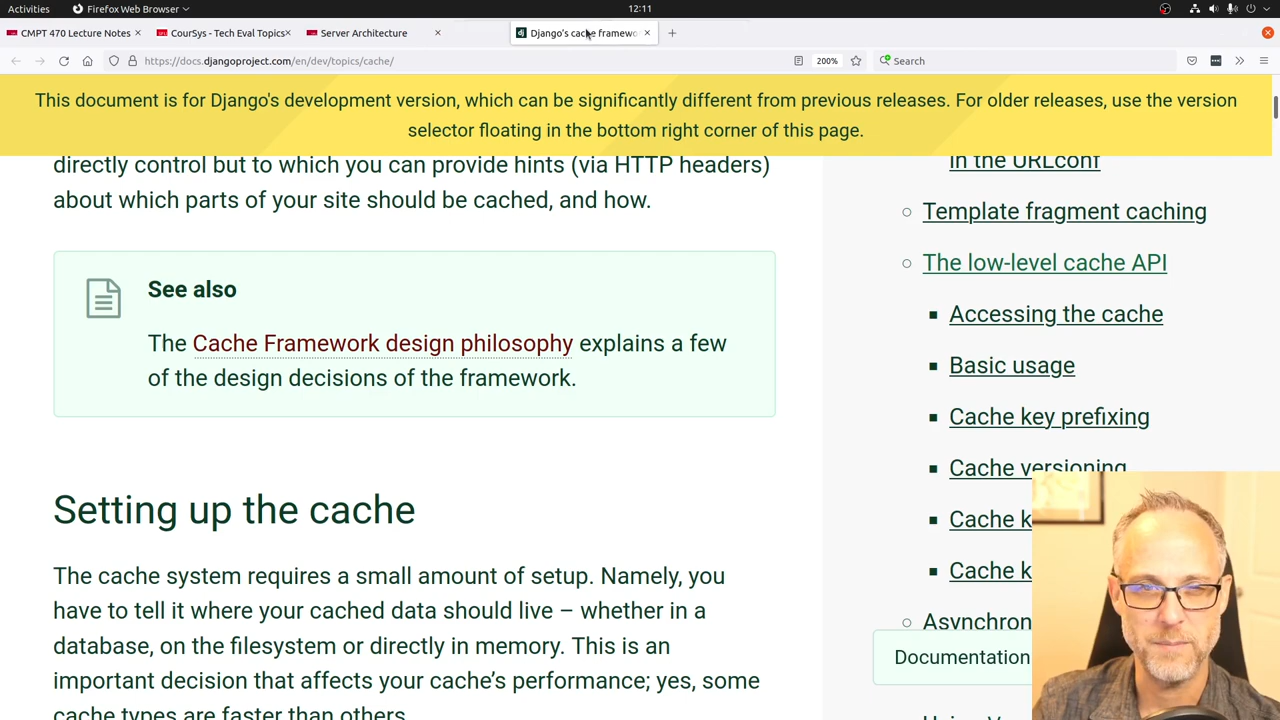 Activities
Firefox Web Browser
12:11
CMPT 470 Lecture Notes
CourSys - Tech Eval Topics
Server Architecture
Django's cache framewo
https://docs.djangoproject.com/en/dev/topics/cache/
200%
Search
This document is for Django's development version, which can be significantly different from previous releases. For older releases, use the version
selector floating in the bottom right corner of this page.
directly control but to which you can provide hints (via HTTP headers)
about which parts of your site should be cached, and how.
See also
The Cache Framework design philosophy explains a few
of the design decisions of the framework.
Setting up the cache
The cache system requires a small amount of setup. Namely, you
have to tell it where your cached data should live – whether in a
database, on the filesystem or directly in memory. This is an
important decision that affects your cache's performance; yes, some
cache types are faster than others.
in the URLconf
Template fragment caching
The low-level cache API
Accessing the cache
Basic usage
Cache key prefixing
Cache versioning
Cache k
Cache k
Asynchron
Documentation